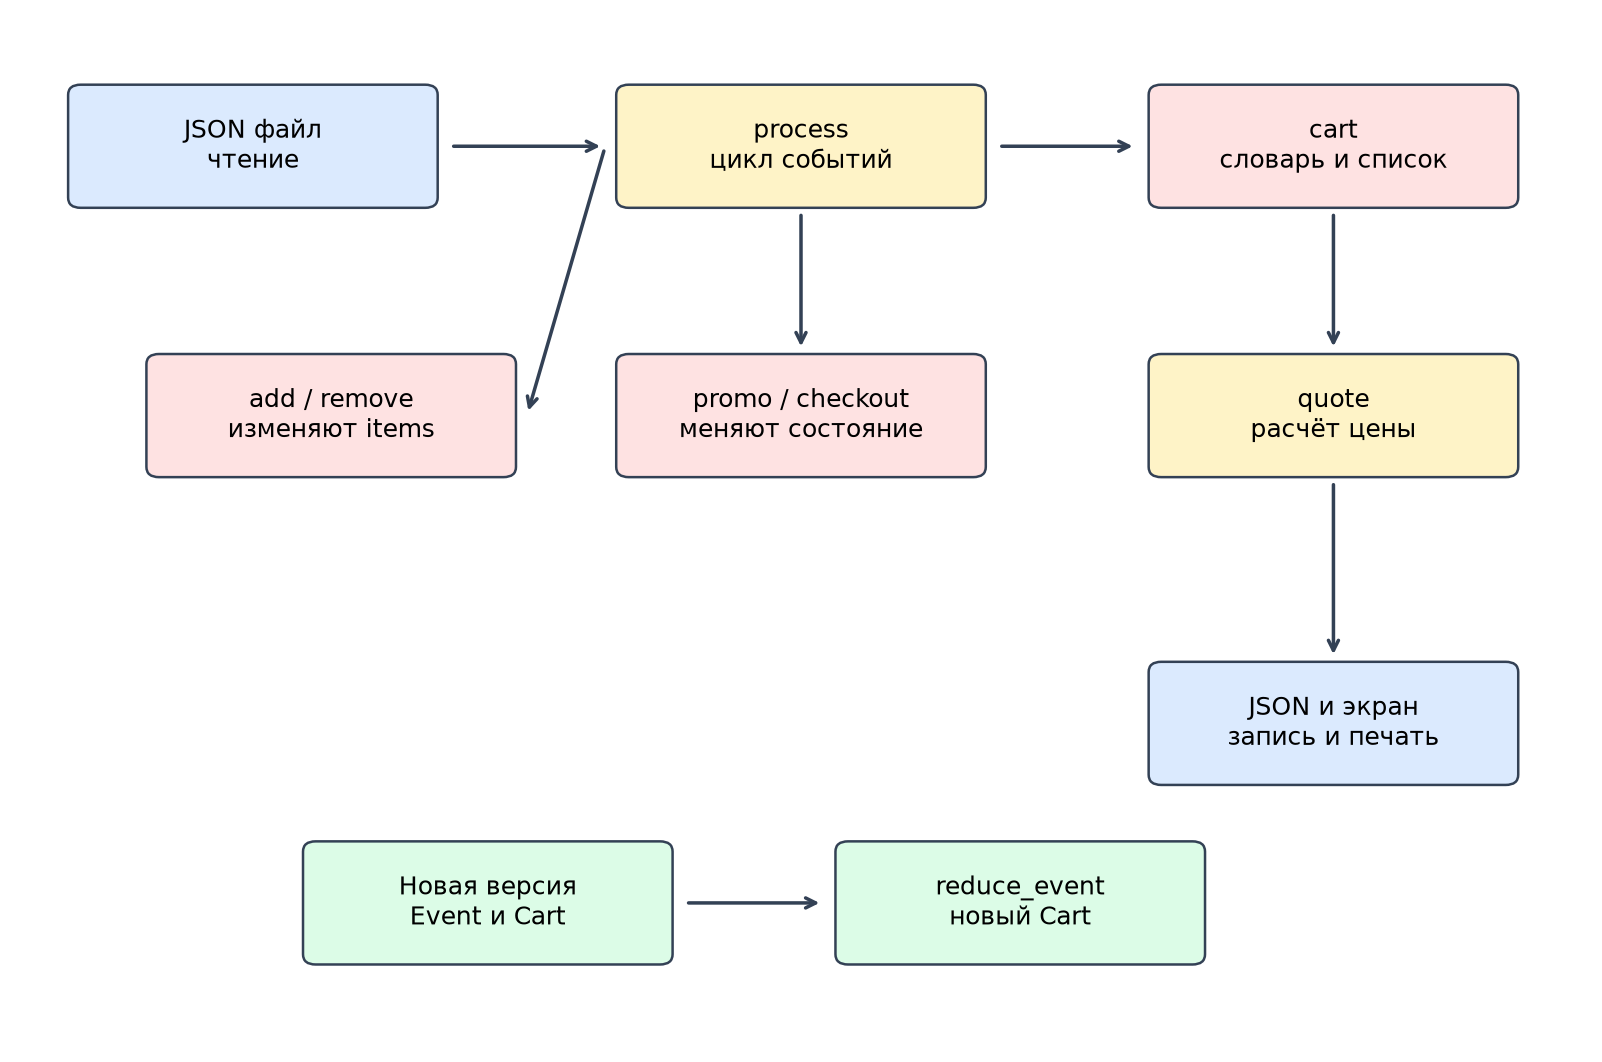 JSON файл
чтение
process
цикл событий
cart
словарь и список
add / remove
изменяют items
promo / checkout
меняют состояние
quote
расчёт цены
JSON и экран
запись и печать
Новая версия
Event и Cart
reduce_event
новый Cart